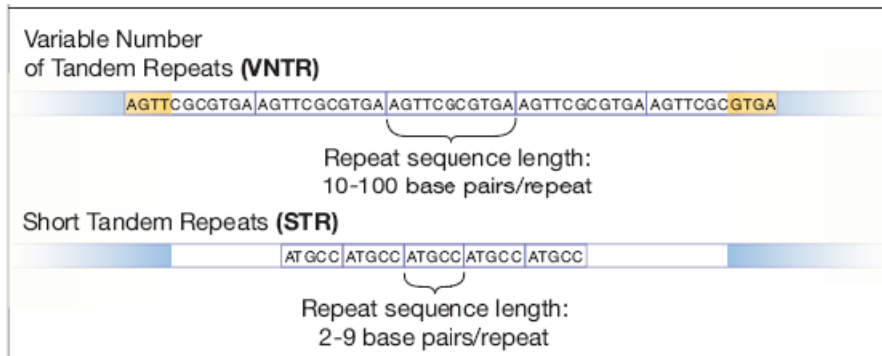 Variable Number
of Tandem Repeats (VNTR)
AGTTCGCGTGA AGTTCGCGTGA AGTTCGCGTGA AGTTCGCGTGA AGTTCGCGTGA
Repeat sequence length:
10-100 base pairs/repeat
Short Tandem Repeats (STR)
ATGCC ATGCC ATGCC ATGCC ATGCC
Repeat sequence length:
2-9 base pairs/repeat